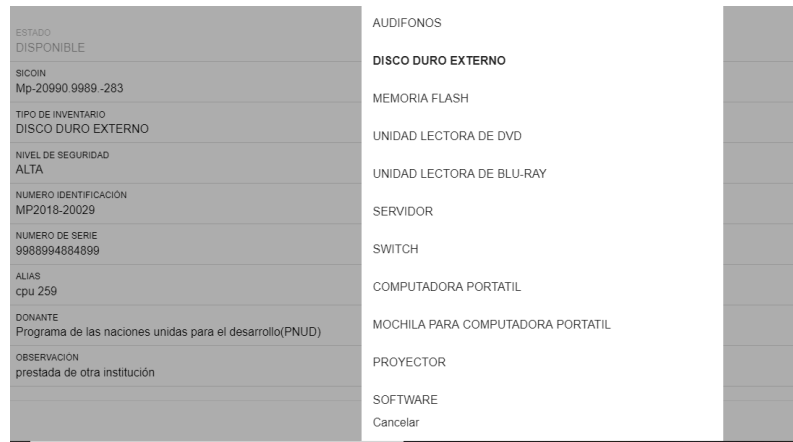 ESTADO
DISPONIBLE
SICOIN
Mp-20990.9989.-283
TIPO DE INVENTARIO
DISCO DURO EXTERNO
NIVEL DE SEGURIDAD
ALTA
NUMERO IDENTIFICACIÓN
MP2018-20029
NUMERO DE SERIE
9988994884899
ALIAS
cpu 259
DONANTE
Programa de las naciones unidas para el desarrollo(PNUD)
OBSERVACIÓN
prestada de otra institución
AUDIFONOS
DISCO DURO EXTERNO
MEMORIA FLASH
UNIDAD LECTORA DE DVD
UNIDAD LECTORA DE BLU-RAY
SERVIDOR
SWITCH
COMPUTADORA PORTATIL
MOCHILA PARA COMPUTADORA PORTATIL
PROYECTOR
SOFTWARE
Cancelar